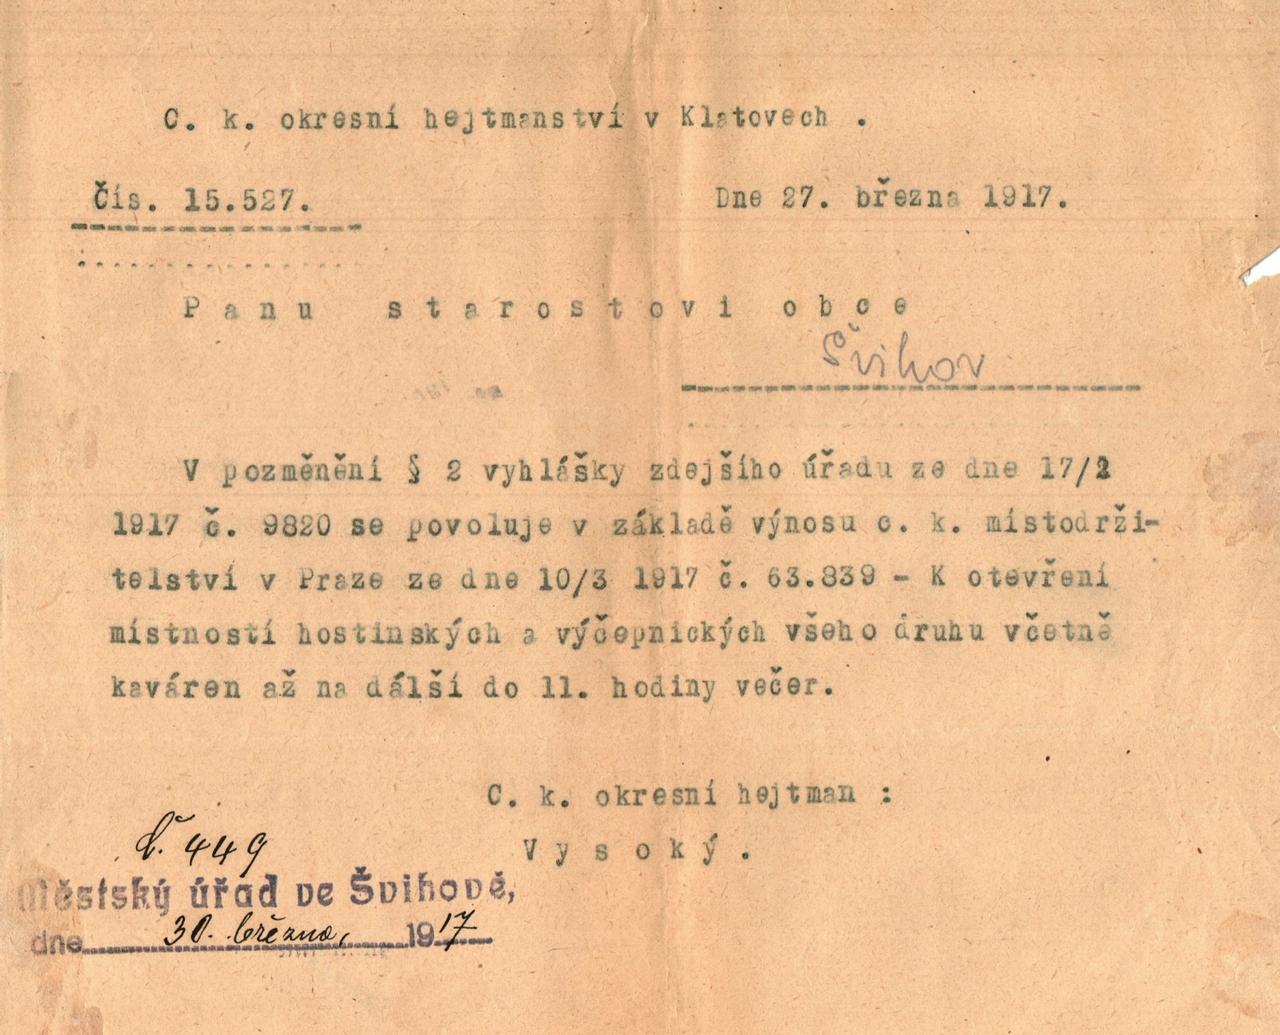 C. k. okresní hejtmanství v Klatovech .
Čís. 15.527.
Dne 27. března 1917.
Panu starostovi obce
Švihov
V pozměnění § 2 vyhlášky zdejšího úřadu ze dne 17/2
1917 č. 9820 se povoluje v základě výnosu c. k. místodrži-
telství v Praze ze dne 10/3 1917 č. 63.839 - K otevření
místností hostinských a výčepnických všeho druhu včetně
kaváren až na dálší do 11. hodiny večer.
C. k. okresní hejtman :
Vysoký.
č. 449
Městský úřad ve Švihově,
dne 30. března, 1917